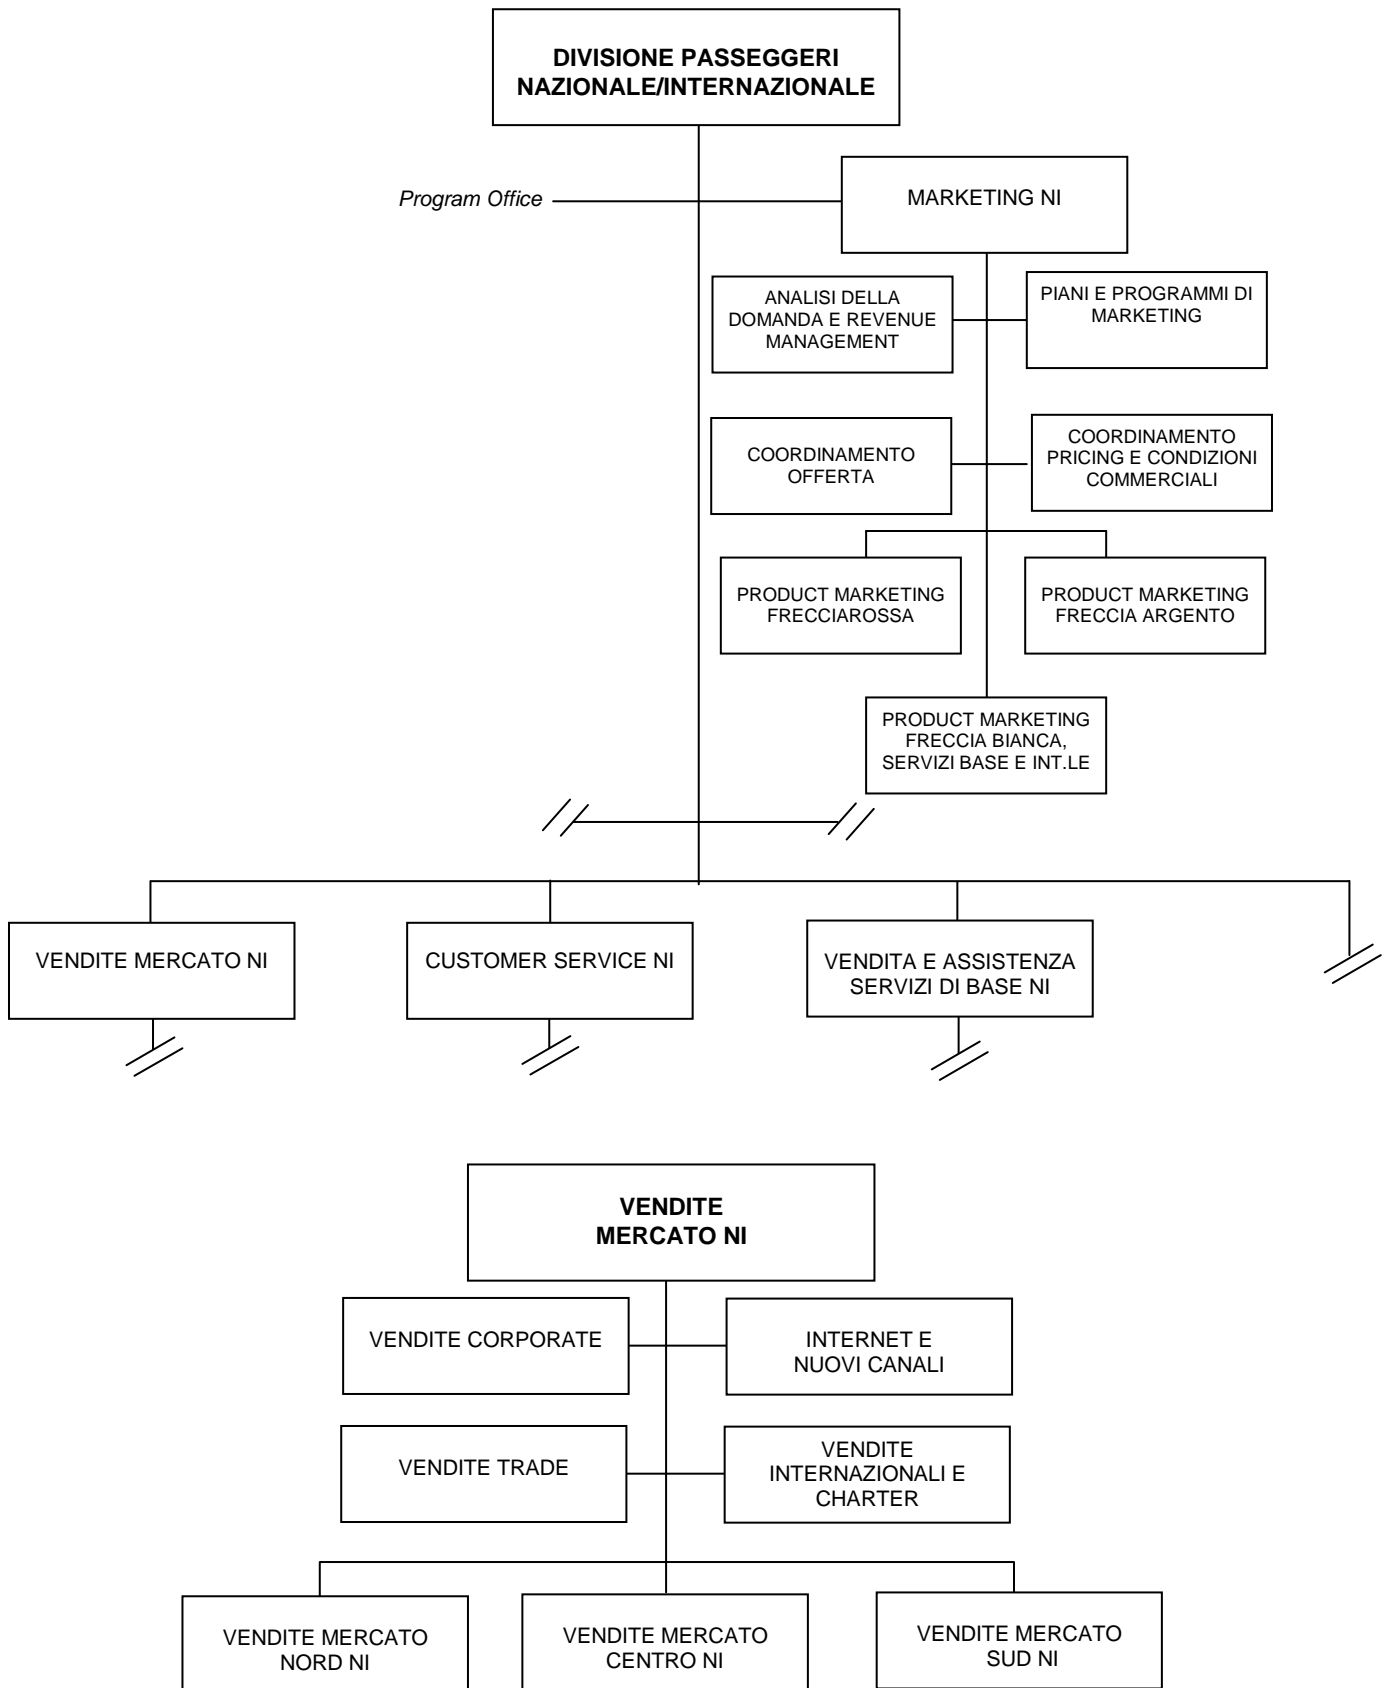 DIVISIONE PASSEGGERI
NAZIONALE/INTERNAZIONALE
Program Office
MARKETING NI
ANALISI DELLA
DOMANDA E REVENUE
MANAGEMENT
PIANI E PROGRAMMI DI
MARKETING
COORDINAMENTO
OFFERTA
COORDINAMENTO
PRICING E CONDIZIONI
COMMERCIALI
PRODUCT MARKETING
FRECCIAROSSA
PRODUCT MARKETING
FRECCIA ARGENTO
PRODUCT MARKETING
FRECCIA BIANCA,
SERVIZI BASE E INT.LE
VENDITE MERCATO NI
CUSTOMER SERVICE NI
VENDITA E ASSISTENZA
SERVIZI DI BASE NI
VENDITE
MERCATO NI
VENDITE CORPORATE
INTERNET E
NUOVI CANALI
VENDITE TRADE
VENDITE
INTERNAZIONALI E
CHARTER
VENDITE MERCATO
NORD NI
VENDITE MERCATO
CENTRO NI
VENDITE MERCATO
SUD NI